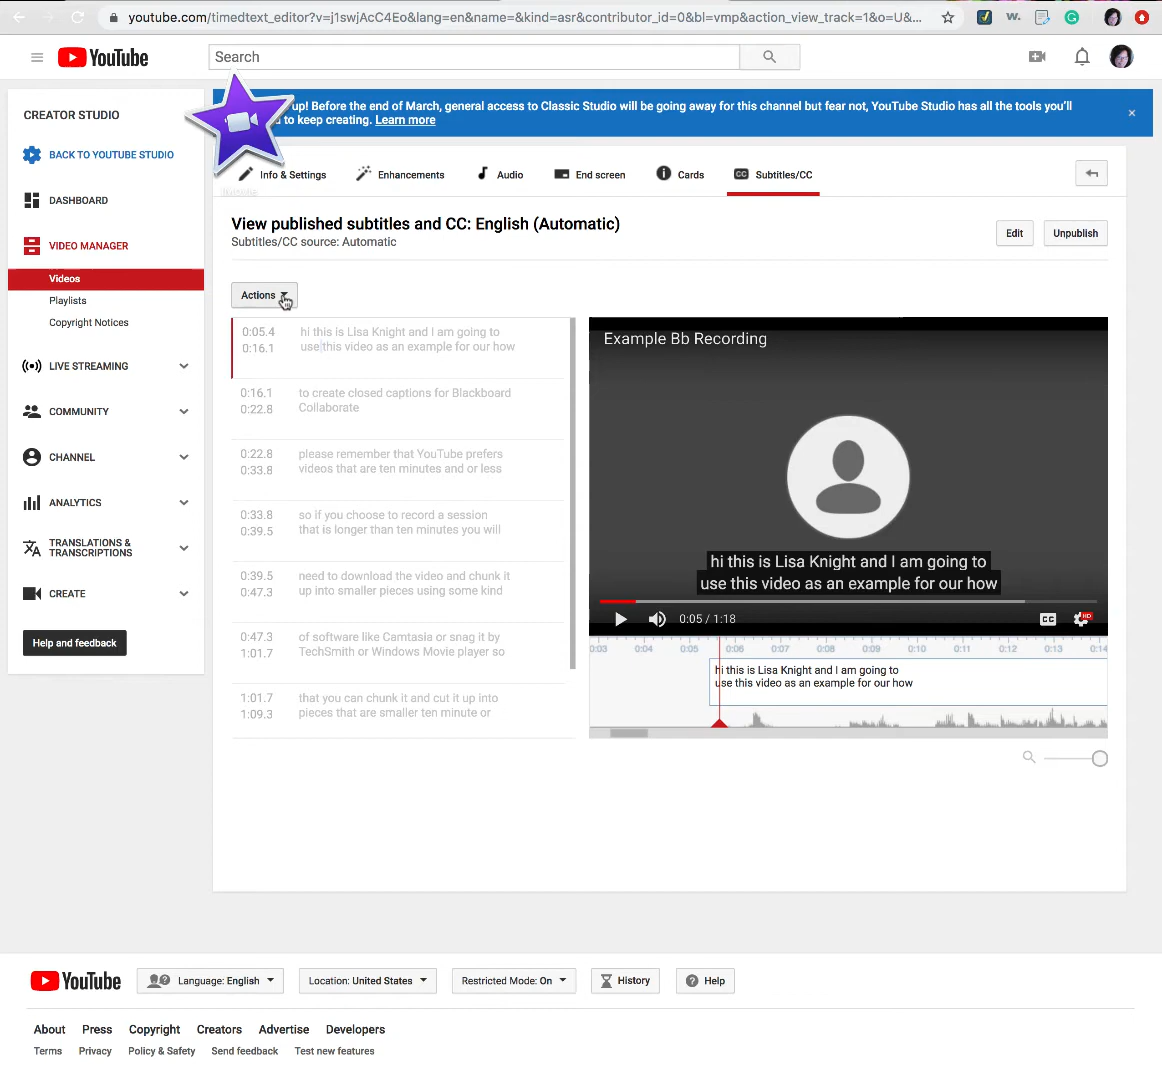 youtube.com/timedtext_editor?v=j1swjAcC4Eo&lang=en&name=&kind=asr&contributor_id=0&bl=vmp&action_view_track=1&o=U&...
W.
YouTube
Search
CREATOR STUDIO
BACK TO YOUTUBE STUDIO
DASHBOARD
VIDEO MANAGER
Videos
Playlists
Copyright Notices
LIVE STREAMING
COMMUNITY
CHANNEL
ANALYTICS
TRANSLATIONS &
TRANSCRIPTIONS
CREATE
Help and feedback
up! Before the end of March, general access to Classic Studio will be going away for this channel but fear not, YouTube Studio has all the tools you'll
to keep creating. Learn more
Info & Settings
Enhancements
Audio
End screen
Cards
CC Subtitles/CC
View published subtitles and CC: English (Automatic)
Subtitles/CC source: Automatic
Edit
Unpublish
Actions
0:05.4 hi this is Lisa Knight and I am going to
0:16.1 use this video as an example for our how
0:16.1 to create closed captions for Blackboard
0:22.8 Collaborate
0:22.8 please remember that YouTube prefers
0:33.8 videos that are ten minutes and or less
0:33.8 so if you choose to record a session
0:39.5 that is longer than ten minutes you will
0:39.5 need to download the video and chunk it
0:47.3 up into smaller pieces using some kind
0:47.3 of software like Camtasia or snag it by
1:01.7 TechSmith or Windows Movie player so
1:01.7 that you can chunk it and cut it up into
1:09.3 pieces that are smaller ten minute or
Example Bb Recording
hi this is Lisa Knight and I am going to
use this video as an example for our how
0:05 / 1:18
CC
HD
0:03 0:04 0:05 0:06 0:07 0:08 0:09 0:10 0:11 0:12 0:13 0:14
hi this is Lisa Knight and I am going to
use this video as an example for our how
YouTube
Language: English
Location: United States
Restricted Mode: On
History
Help
About Press Copyright Creators Advertise Developers
Terms Privacy Policy & Safety Send feedback Test new features